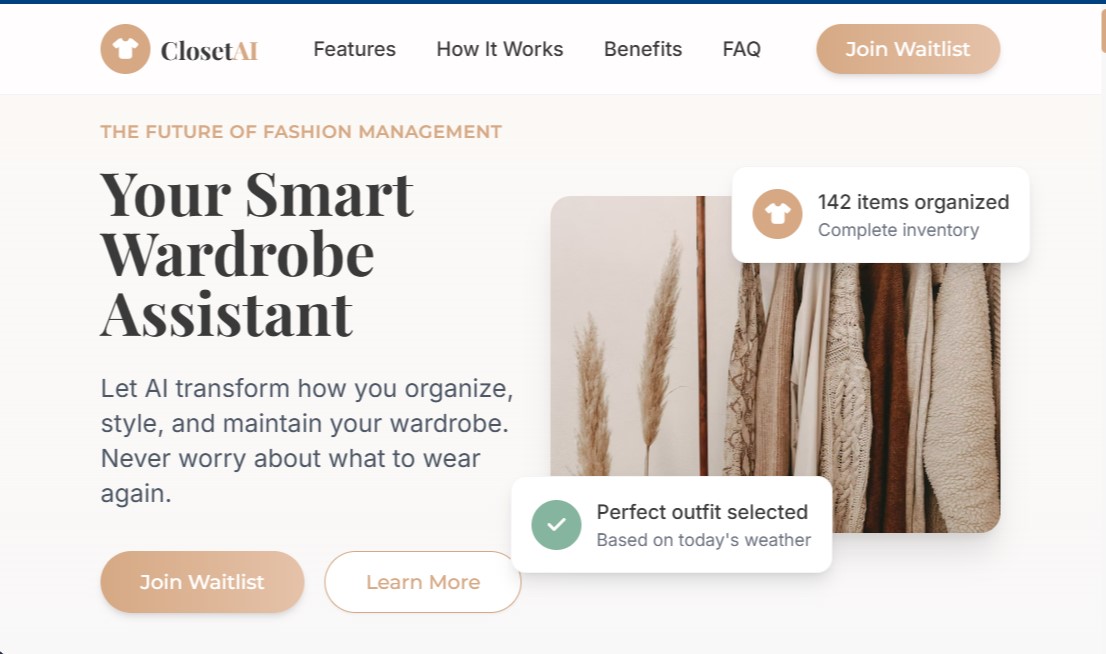 ClosetAI
Features
How It Works
Benefits
FAQ
Join Waitlist
THE FUTURE OF FASHION MANAGEMENT
Your Smart
Wardrobe
Assistant
Let AI transform how you organize,
style, and maintain your wardrobe.
Never worry about what to wear
again.
Join Waitlist
Learn More
142 items organized
Complete inventory
Perfect outfit selected
Based on today's weather